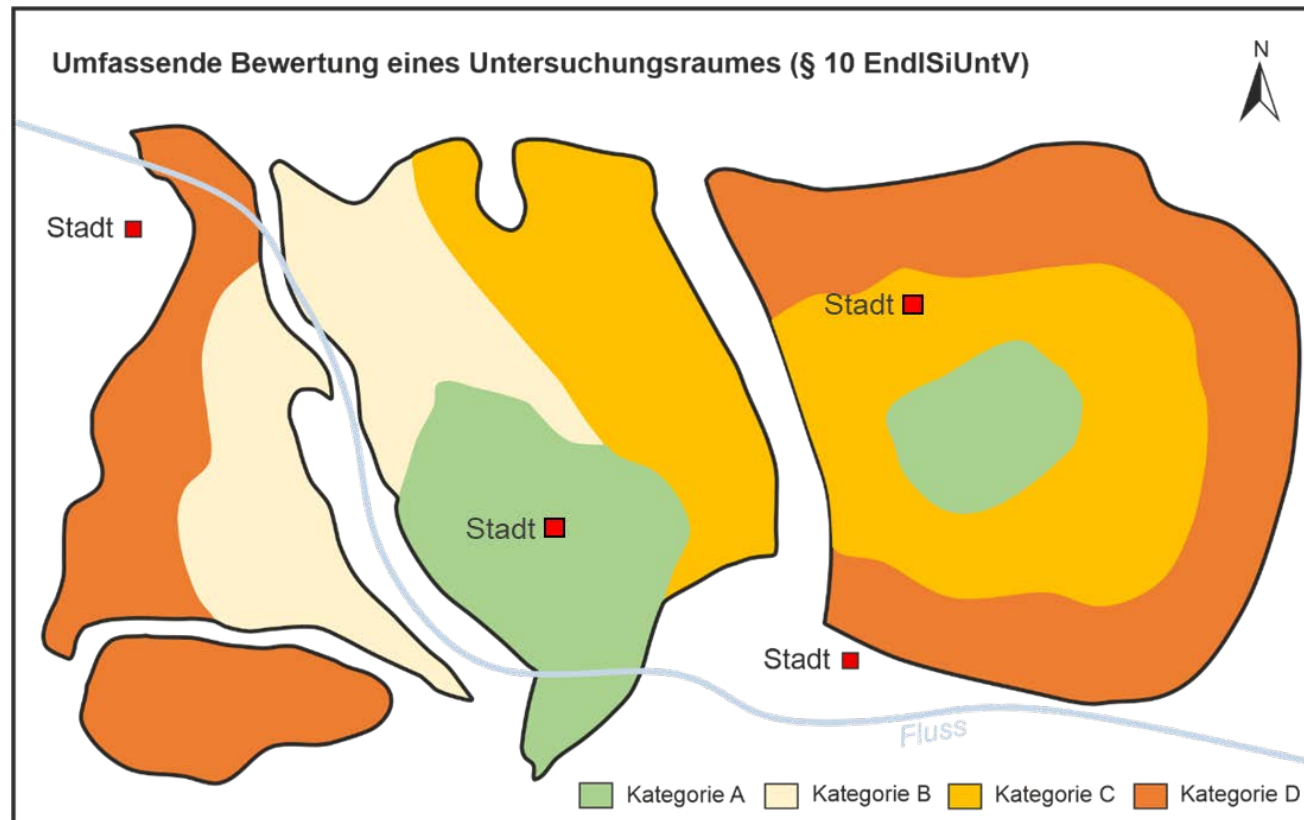 Umfassende Bewertung eines Untersuchungsraumes (§ 10 EndlSiUntV)
N
Stadt
Stadt
Stadt
Stadt
Fluss
Kategorie A
Kategorie B
Kategorie C
Kategorie D